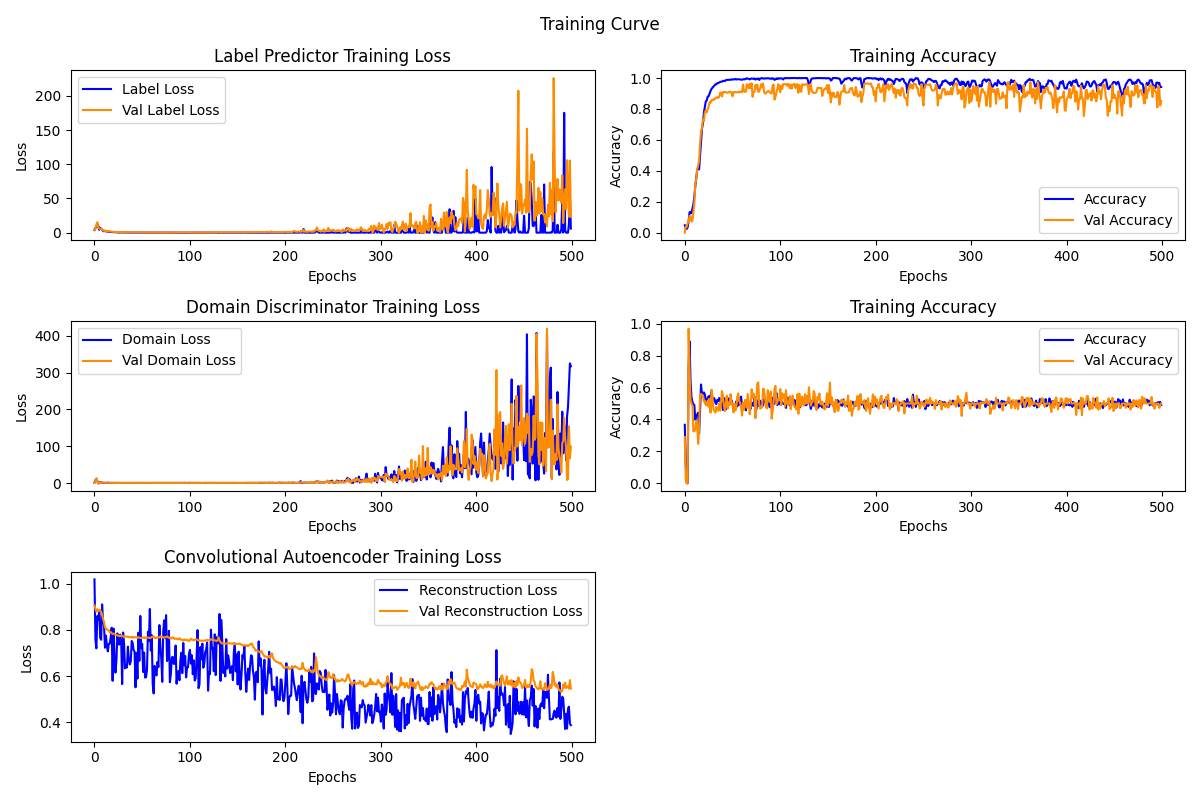 Training Curve
Label Predictor Training Loss
Loss
200
150
100
50
0
Label Loss
Val Label Loss
0 100 200 300 400 500
Epochs
Training Accuracy
Accuracy
1.0
0.8
0.6
0.4
0.2
0.0
Accuracy
Val Accuracy
0 100 200 300 400 500
Epochs
Domain Discriminator Training Loss
Loss
400
300
200
100
0
Domain Loss
Val Domain Loss
0 100 200 300 400 500
Epochs
Training Accuracy
Accuracy
1.0
0.8
0.6
0.4
0.2
0.0
Accuracy
Val Accuracy
0 100 200 300 400 500
Epochs
Convolutional Autoencoder Training Loss
Loss
1.0
0.8
0.6
0.4
Reconstruction Loss
Val Reconstruction Loss
0 100 200 300 400 500
Epochs